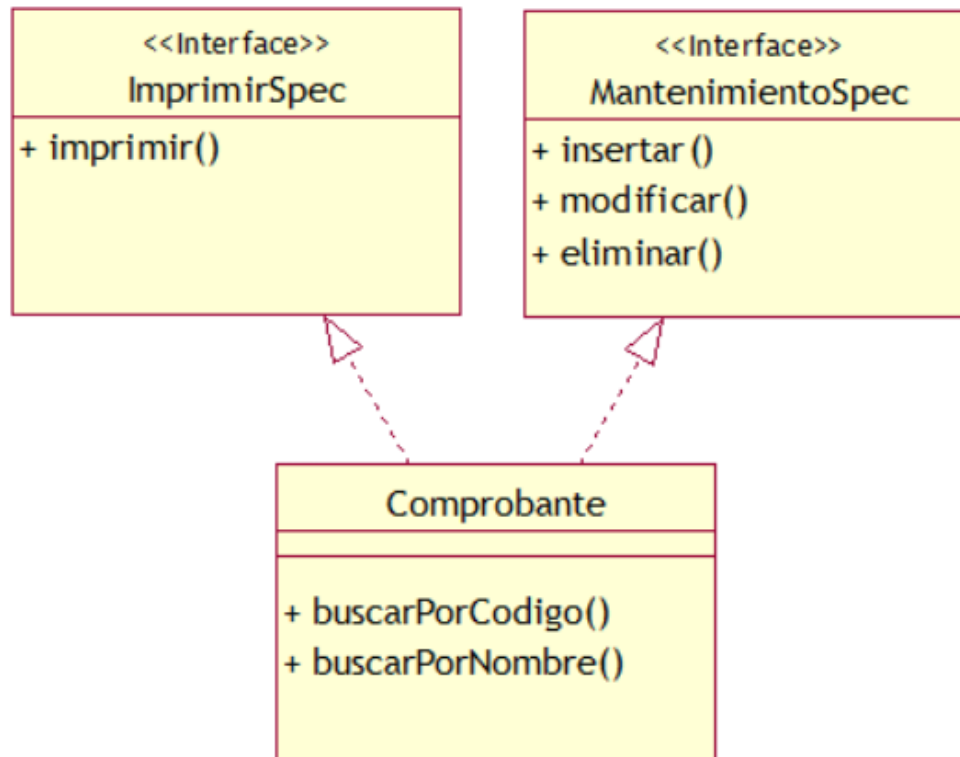 <<Interface>>
ImprimirSpec
+ imprimir()
<<Interface>>
MantenimientoSpec
+ insertar()
+ modificar()
+ eliminar()
Comprobante
+ buscarPorCodigo()
+ buscarPorNombre()